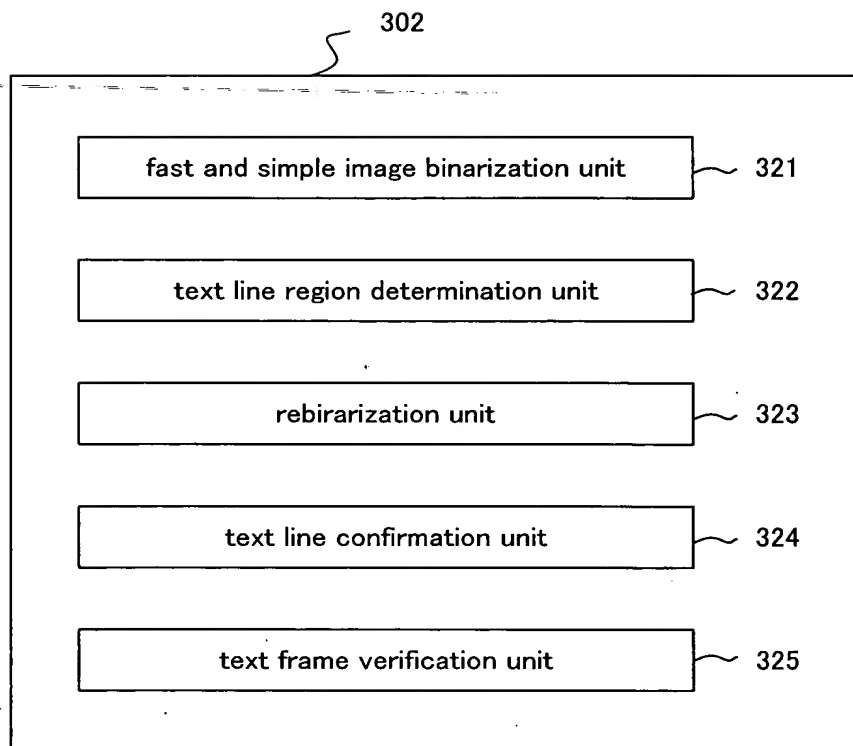 302
fast and simple image binarization unit 321
text line region determination unit 322
rebirarization unit 323
text line confirmation unit 324
text frame verification unit 325